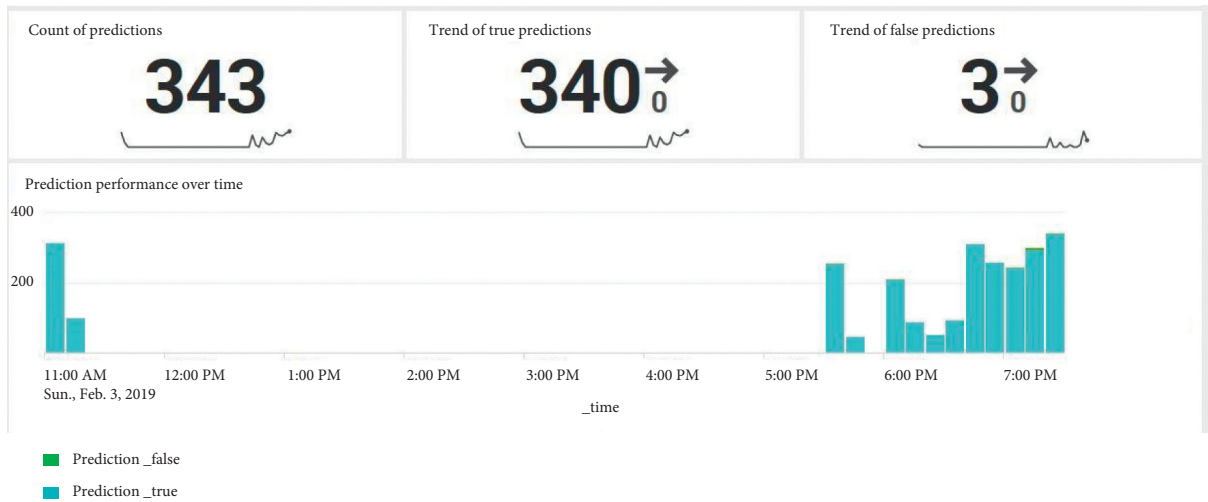 Count of predictions
343
Trend of true predictions
340
0
Trend of false predictions
3
0
Prediction performance over time
400
200
11:00 AM 12:00 PM 1:00 PM 2:00 PM 3:00 PM 4:00 PM 5:00 PM 6:00 PM 7:00 PM
Sun., Feb. 3, 2019
_time
Prediction _false
Prediction _true